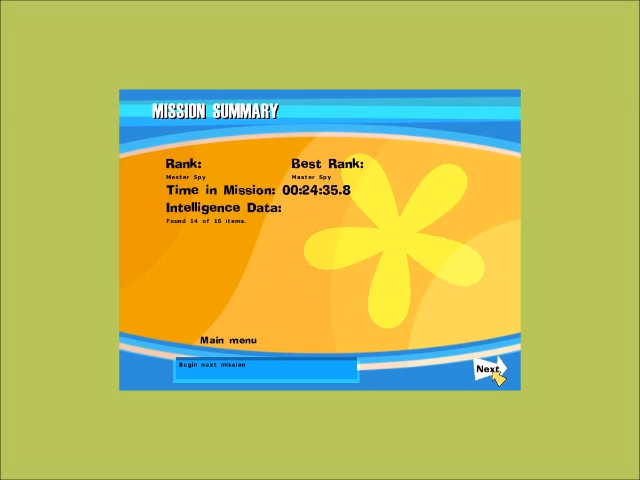 MISSION SUMMARY
Rank: Best Rank:
Master Spy Master Spy
Time in Mission: 00:24:35.8
Intelligence Data:
Found 14 of 16 items.
Main menu
Begin next mission
Next